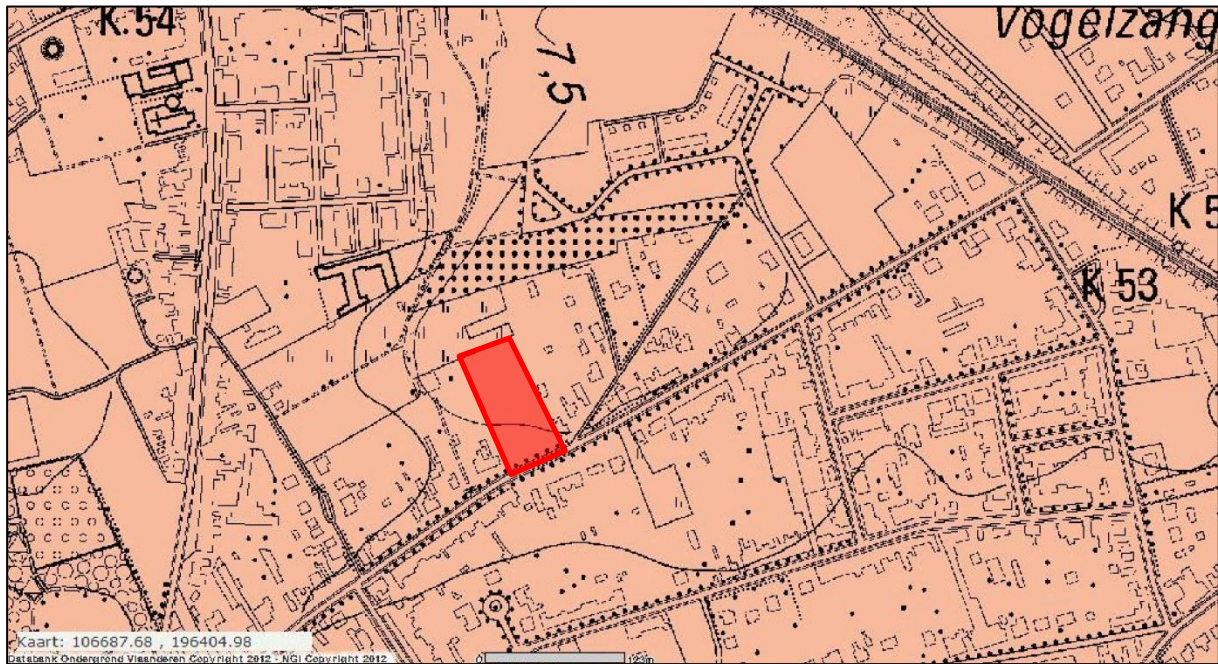 K.54
Vogelzang
7,5
K 5
K 53
Kaart: 106687.68 , 196404.98
Databank Ondergrond Vlaanderen Copyright 2012 - NGI Copyright 2012
0 123m